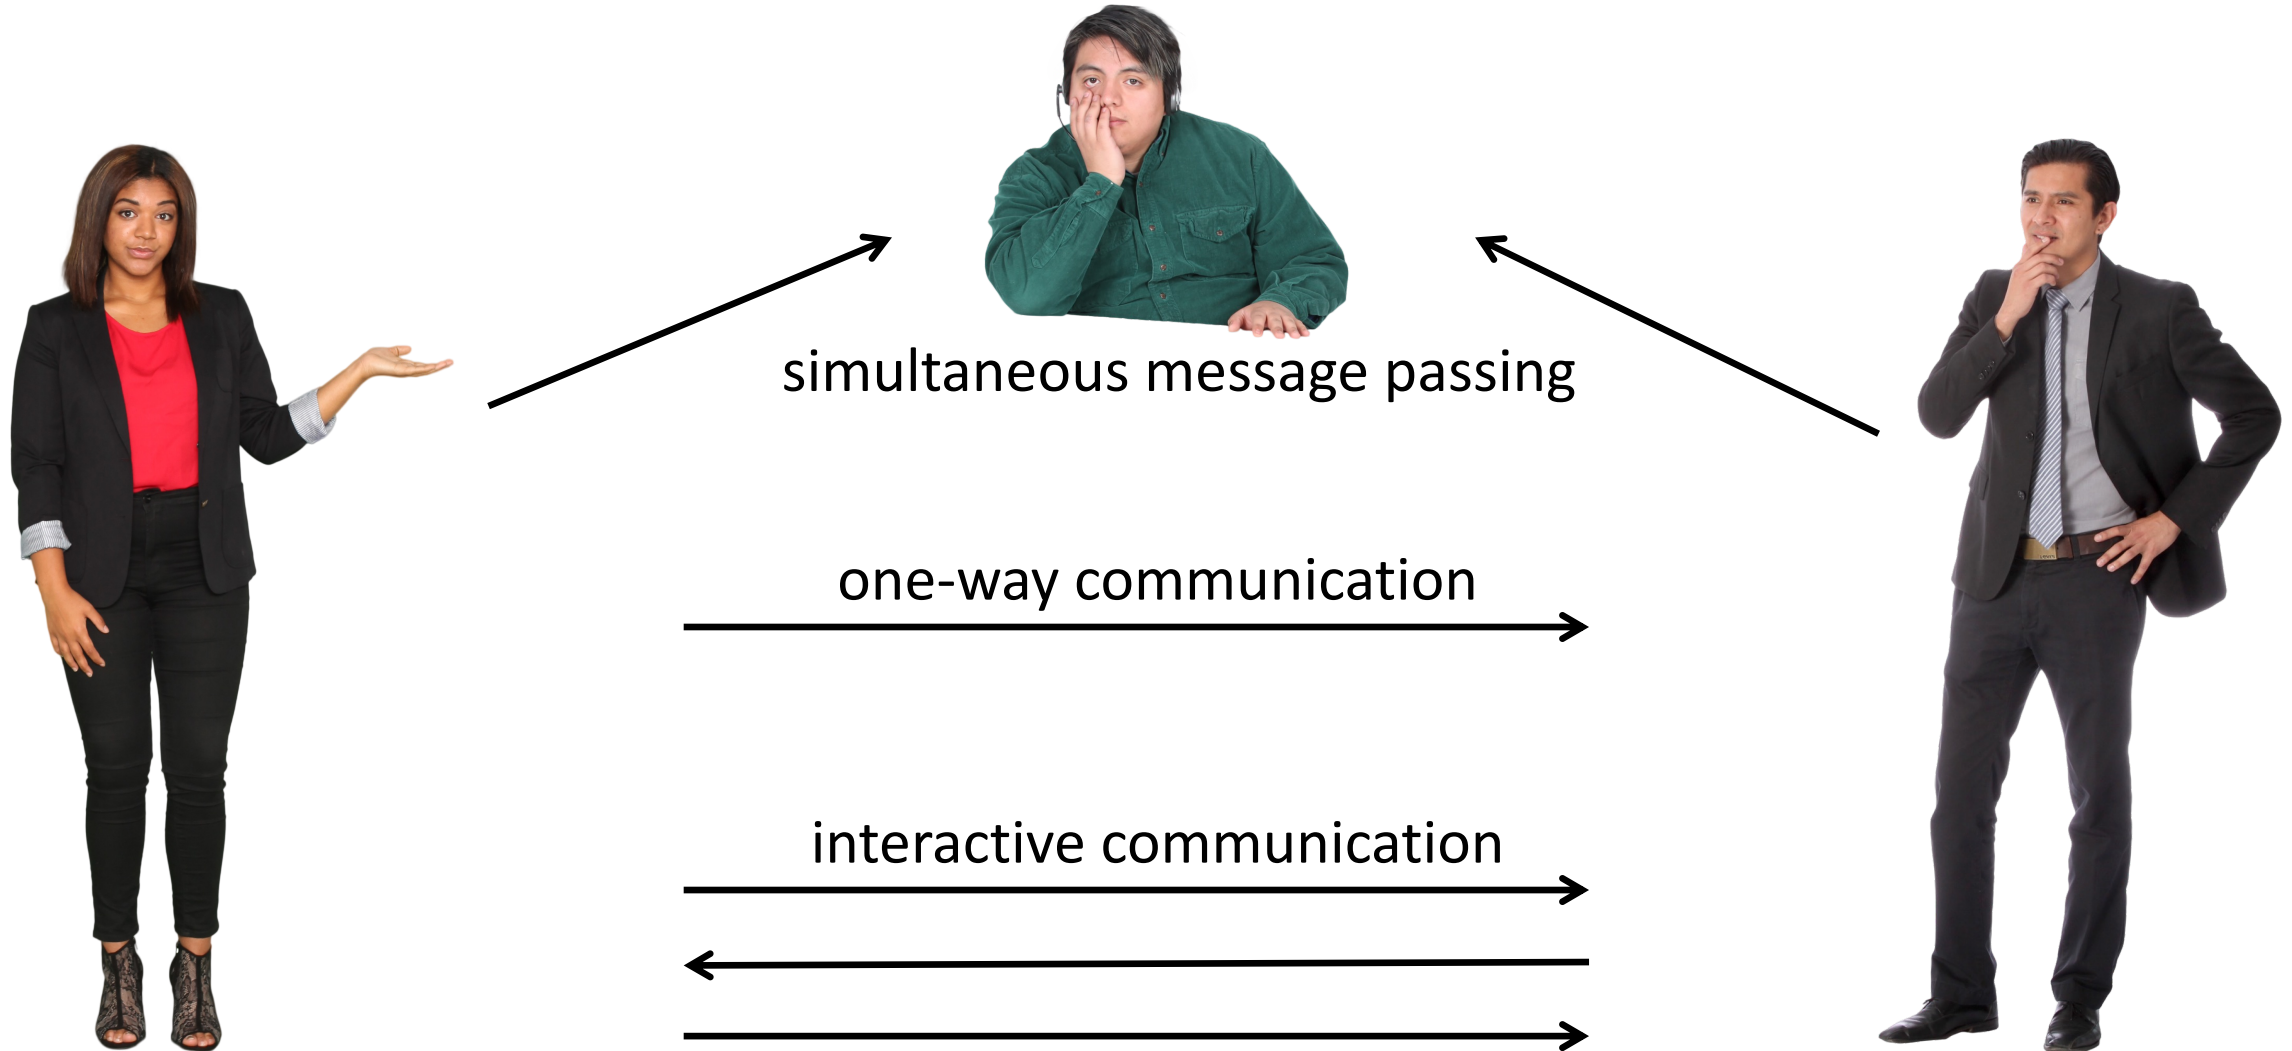 simultaneous message passing
one-way communication
interactive communication